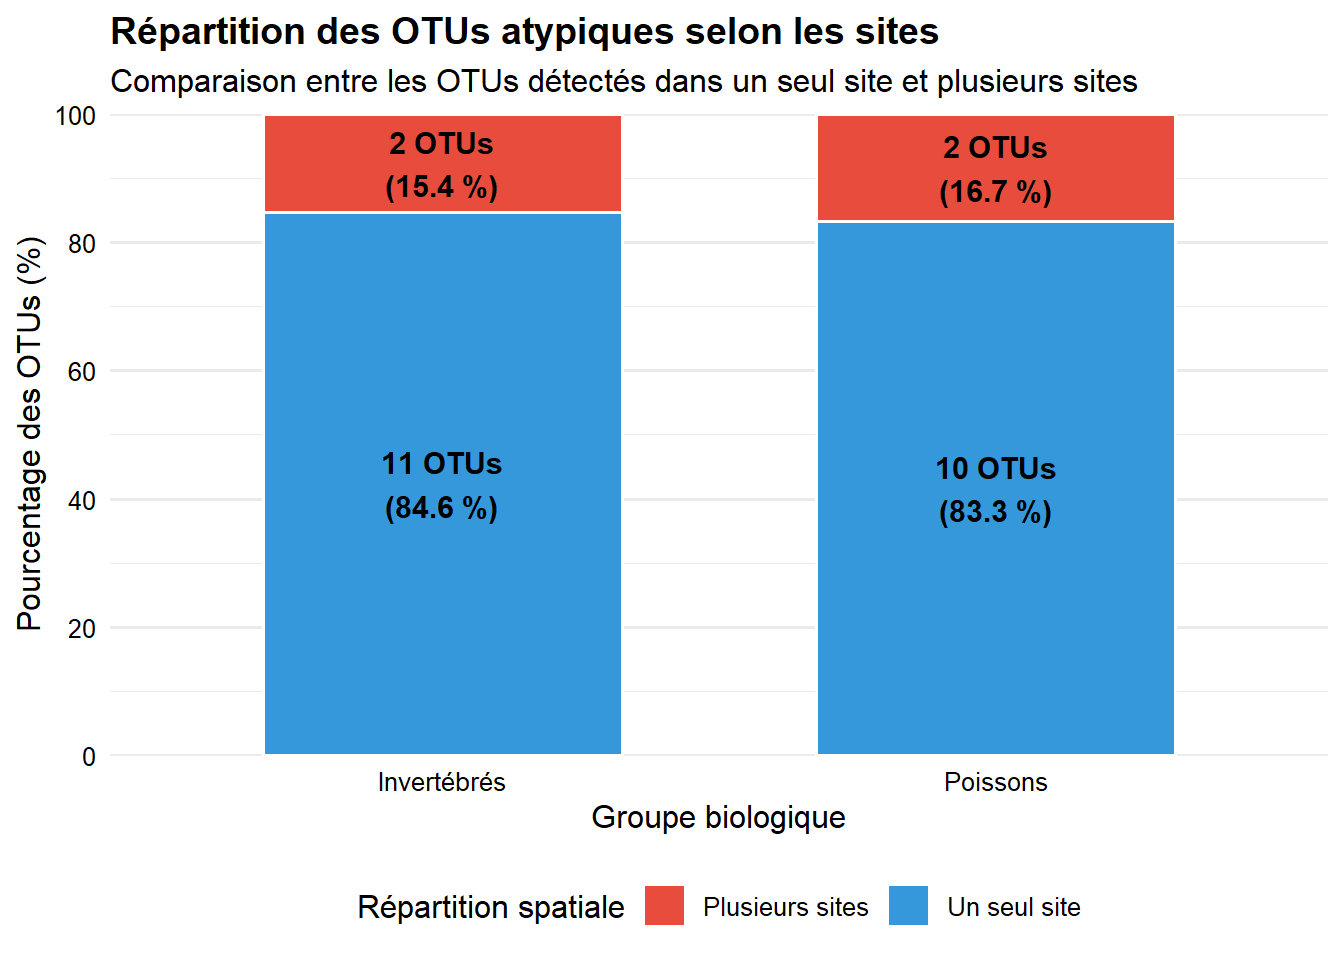 Répartition des OTUs atypiques selon les sites
Comparaison entre les OTUs détectés dans un seul site et plusieurs sites
Pourcentage des OTUs (%)
100
80
60
40
20
0
2 OTUs
(15.4 %)
11 OTUs
(84.6 %)
2 OTUs
(16.7 %)
10 OTUs
(83.3 %)
Invertébrés
Poissons
Groupe biologique
Répartition spatiale
Plusieurs sites
Un seul site